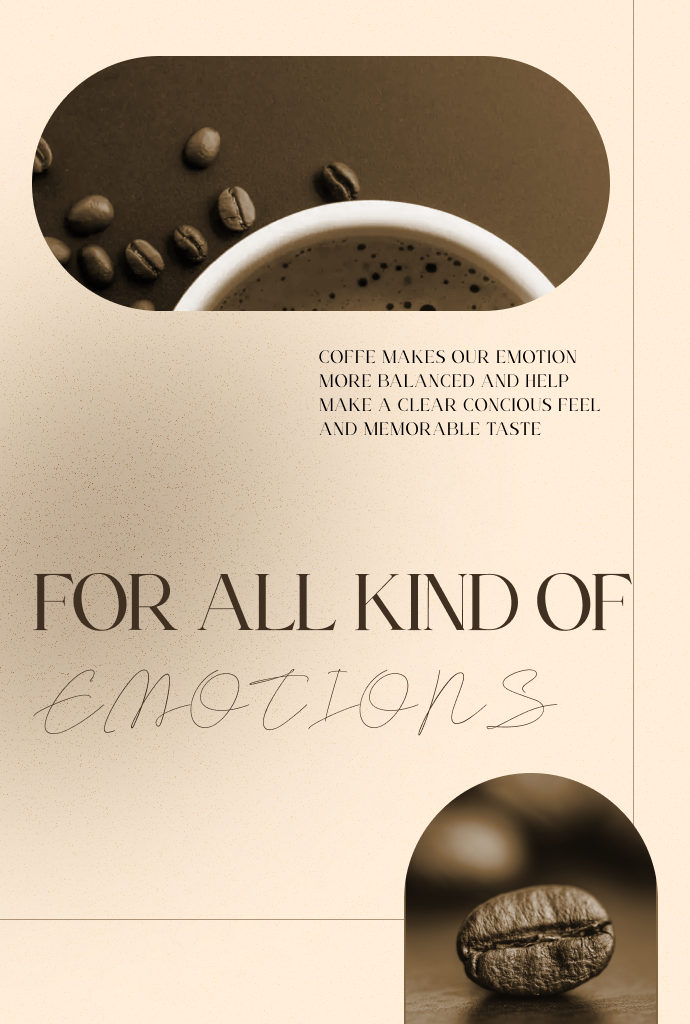 COFFE MAKES OUR EMOTION
MORE BALANCED AND HELP
MAKE A CLEAR CONCIOUS FEEL
AND MEMORABLE TASTE
FOR ALL KIND OF
EMOTIONS